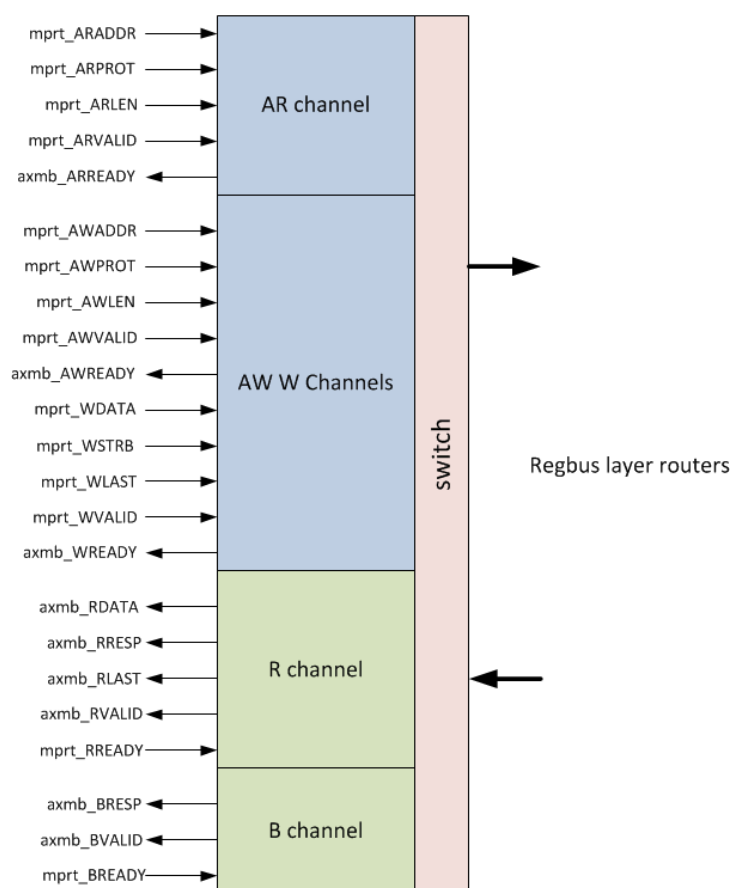 mprt_ARADDR
mprt_ARPROT
mprt_ARLEN
mprt_ARVALID
axmb_ARREADY
AR channel
mprt_AWADDR
mprt_AWPROT
mprt_AWLEN
mprt_AWVALID
axmb_AWREADY
mprt_WDATA
mprt_WSTRB
mprt_WLAST
mprt_WVALID
axmb_WREADY
AW W Channels
axmb_RDATA
axmb_RRESP
axmb_RLAST
axmb_RVALID
mprt_RREADY
R channel
axmb_BRESP
axmb_BVALID
mprt_BREADY
B channel
switch
Regbus layer routers